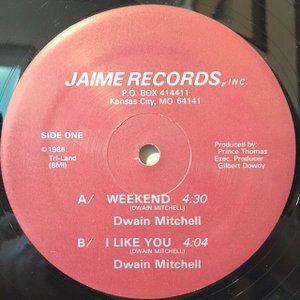 JAIME RECORDS, INC.
P.O. BOX 414411
Kansas City, MO 64141
SIDE ONE
©1986
Tri-Land
(BMI)
Produced by:
Prince Thomas
Exec. Producer
Gilbert Dowdy
A/ WEEKEND 4:30
(DWAIN MITCHELL)
Dwain Mitchell
B/ I LIKE YOU 4:04
(DWAIN MITCHELL)
Dwain Mitchell